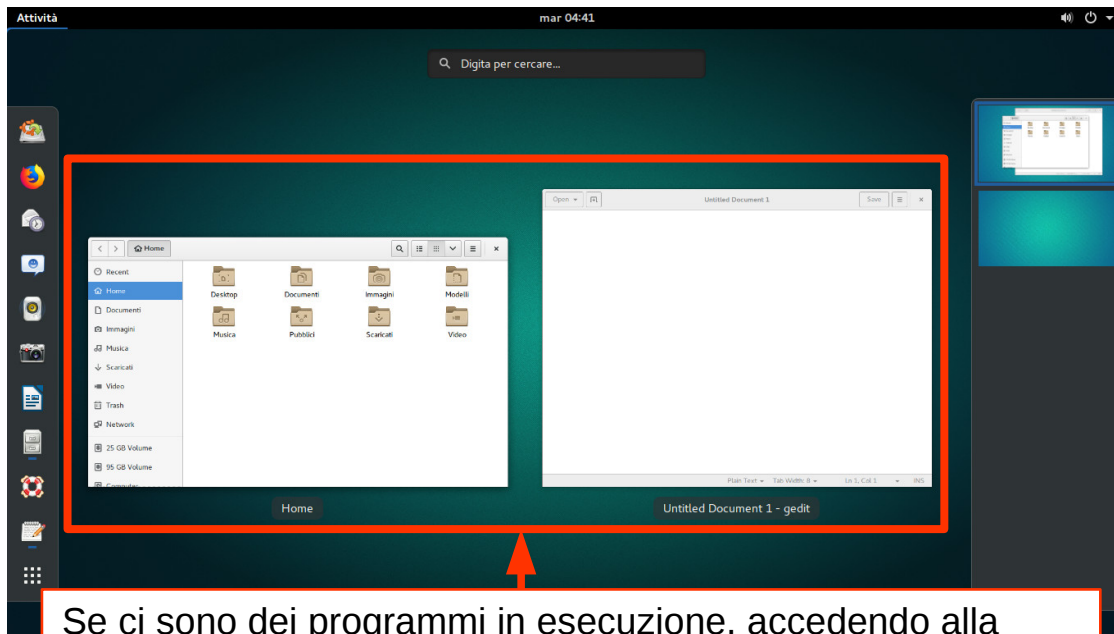 Attività
mar 04:41
Digita per cercare...
Open
Untitled Document 1
Save
Home
Recent
Home
Documenti
Immagini
Musica
Scaricati
Video
Trash
Network
25 GB Volume
95 GB Volume
Computer
Desktop
Documenti
Immagini
Modelli
Musica
Pubblici
Scaricati
Video
Plain Text
Tab Width: 8
Ln 1, Col 1
INS
Home
Untitled Document 1 - gedit
Se ci sono dei programmi in esecuzione, accedendo alla